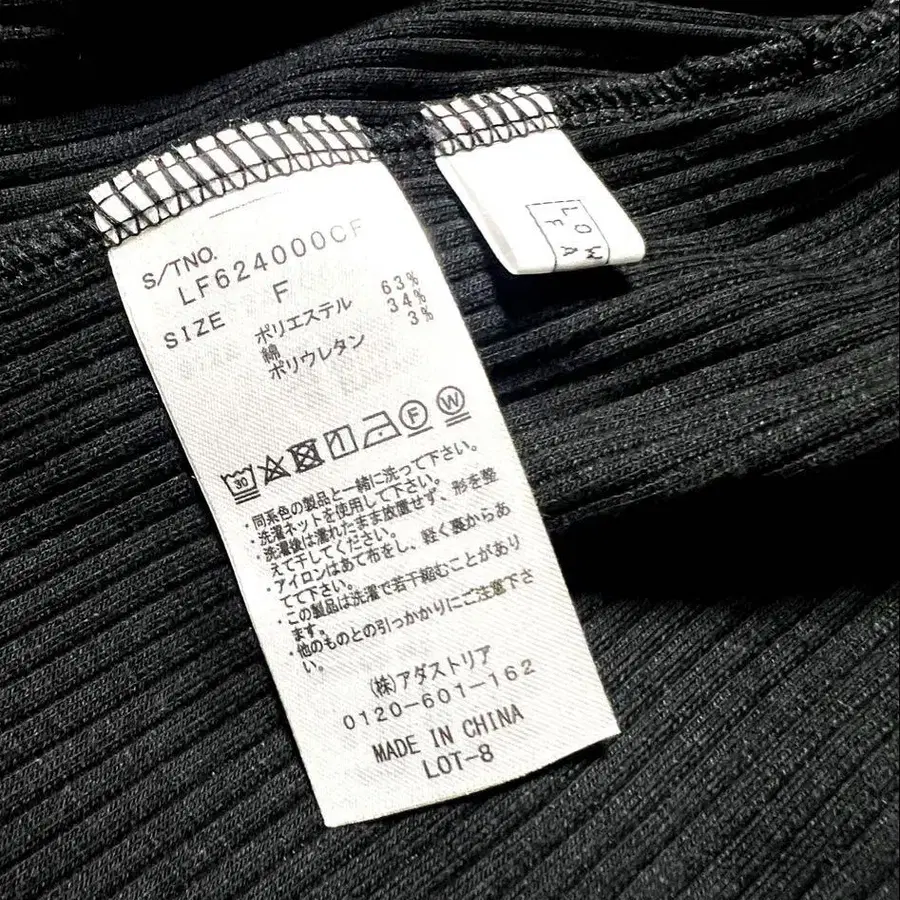 S/TNO.
LF624000CF
SIZE F
ポリエステル 63%
綿 34%
ポリウレタン 3%
30
F
W
・同系色の製品と一緒に洗って下さい。
・洗濯ネットを使用して下さい。
・洗濯後は濡れたまま放置せず、形を整
えて干してください。
・アイロンはあて布をし、軽く裏からあ
てて下さい。
・この製品は洗濯で若干縮むことがあり
ます。
・他のものとの引っかかりにご注意下さ
い。
(株)アダストリア
0120-601-162
MADE IN CHINA
LOT-8
LOW
F A